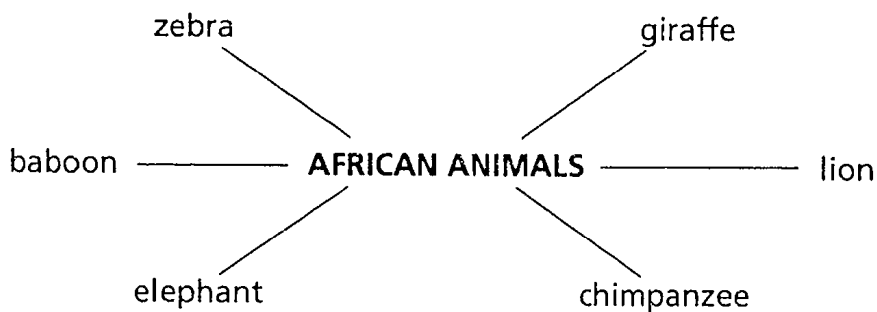 zebra giraffe
baboon AFRICAN ANIMALS lion
elephant chimpanzee